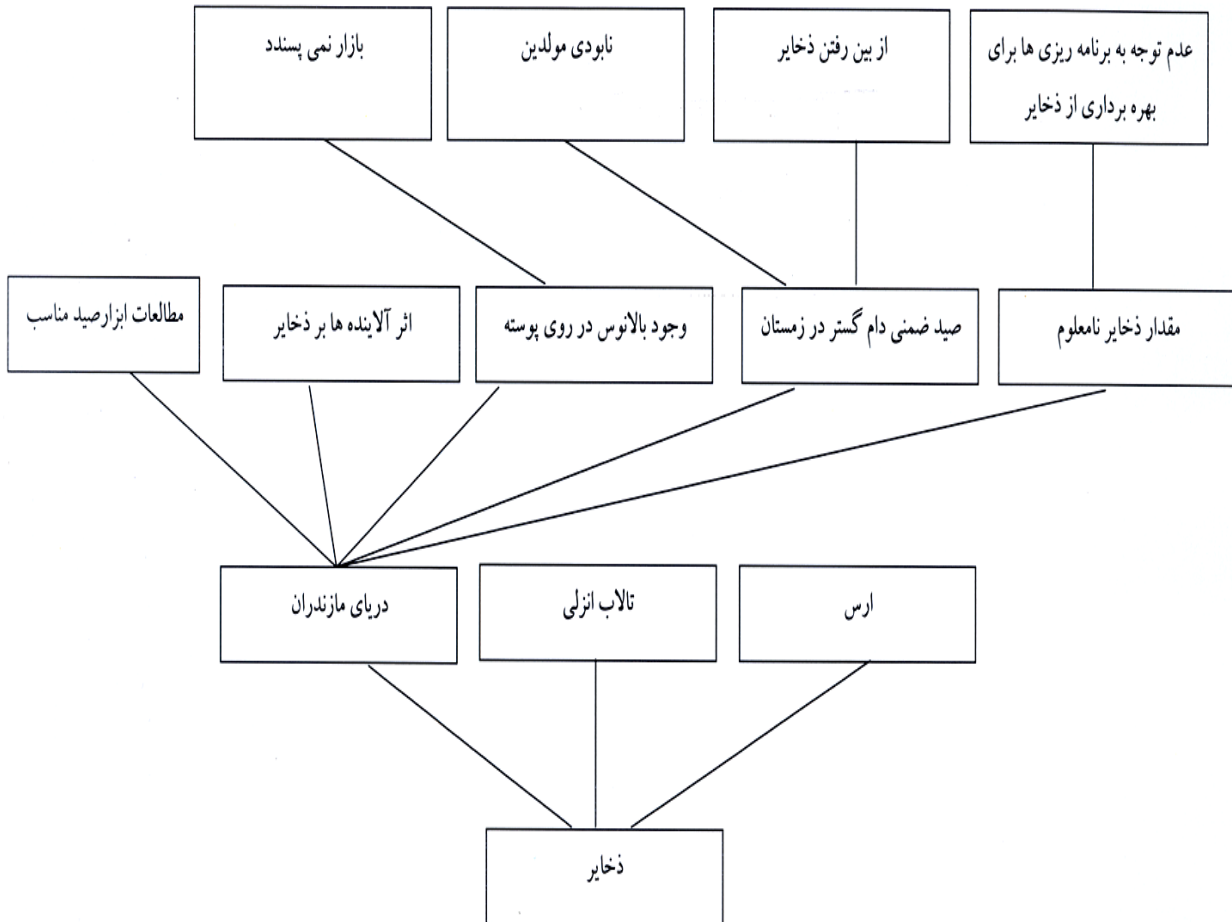 عدم توجه به برنامه ریزی ها برای
بهره برداری از ذخایر
از بین رفتن ذخایر
نابودی مولدین
بازار نمی پسندد
مقدار ذخایر نامعلوم
صید ضمنی دام گستر در زمستان
وجود بالانوس در روی پوسته
اثر آلاینده ها بر ذخایر
مطالعات ابزارصید مناسب
ارس
تالاب انزلی
دریای مازندران
ذخایر